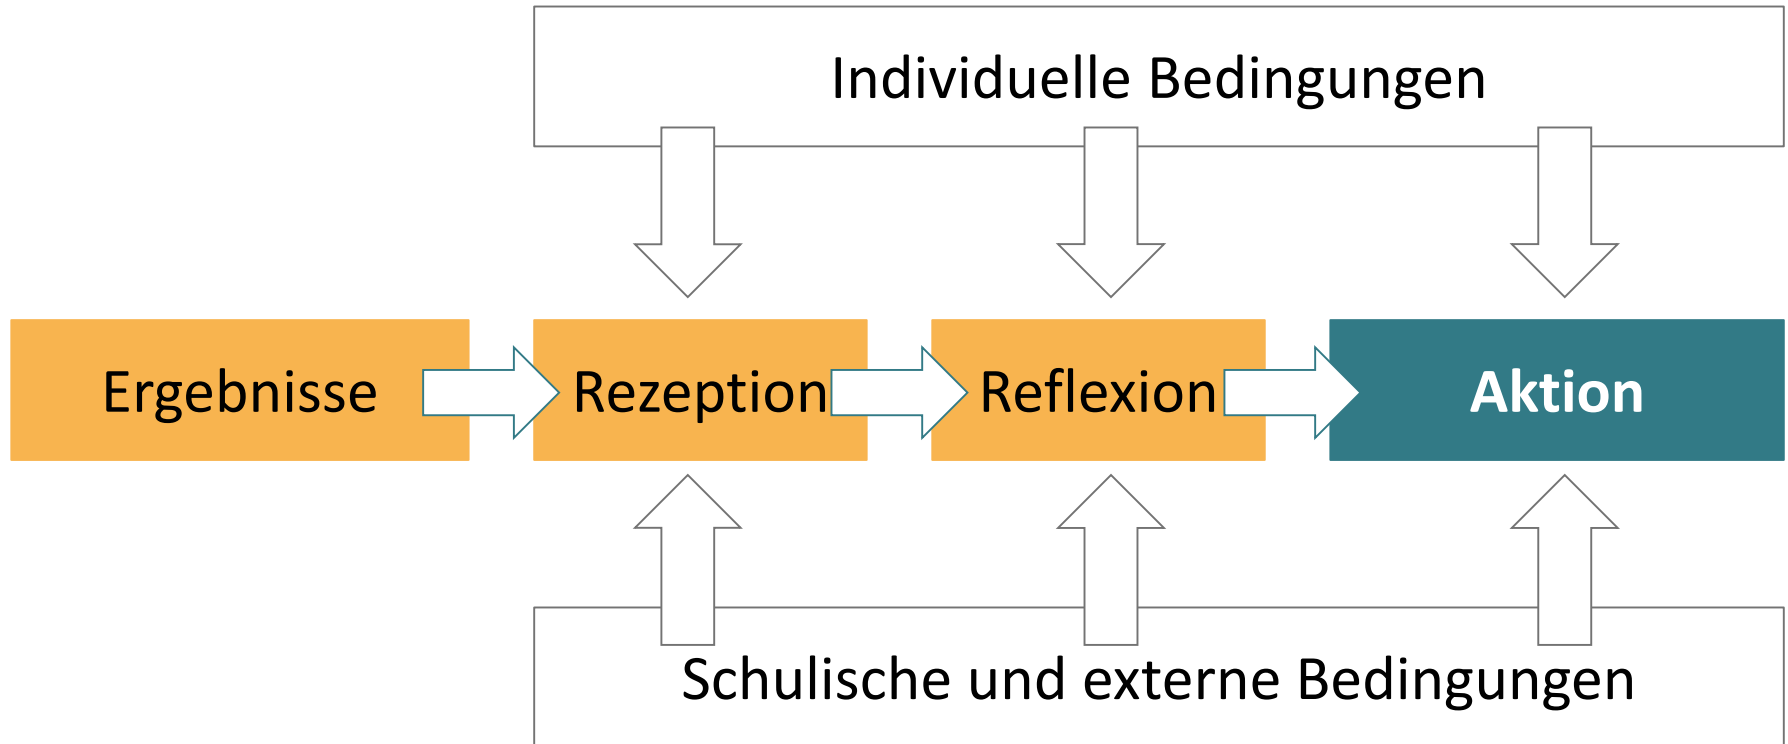 Individuelle Bedingungen
Ergebnisse
Rezeption
Reflexion
Aktion
Schulische und externe Bedingungen